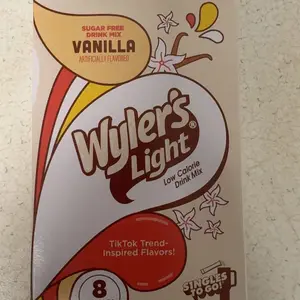 SUGAR FREE
DRINK MIX
VANILLA
ARTIFICIALLY FLAVORED
Wyler's
Light®
Low Calorie
Drink Mix
TikTok Trend-
Inspired Flavors!
8
SINGLES
TO GO!